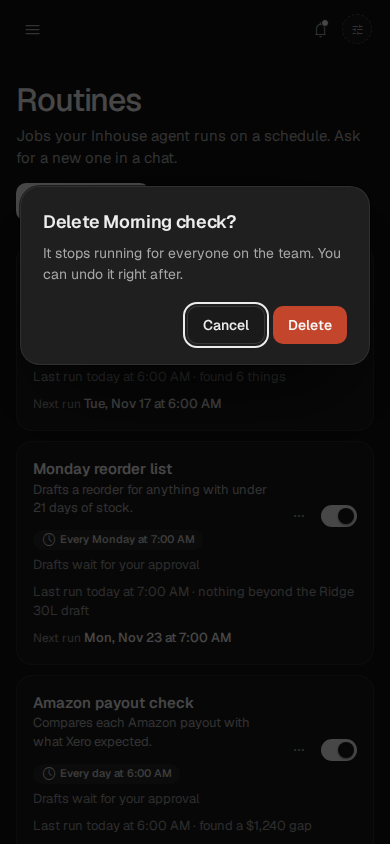 Routines
Jobs your Inhouse agent runs on a schedule. Ask
for a new one in a chat.
Delete Morning check?
It stops running for everyone on the team. You
can undo it right after.
Cancel
Delete
Last run today at 6:00 AM · found 6 things
Next run Tue, Nov 17 at 6:00 AM
Monday reorder list
Drafts a reorder for anything with under
21 days of stock.
Every Monday at 7:00 AM
Drafts wait for your approval
Last run today at 7:00 AM · nothing beyond the Ridge
30L draft
Next run Mon, Nov 23 at 7:00 AM
Amazon payout check
Compares each Amazon payout with
what Xero expected.
Every day at 6:00 AM
Drafts wait for your approval
Last run today at 6:00 AM · found a $1,240 gap